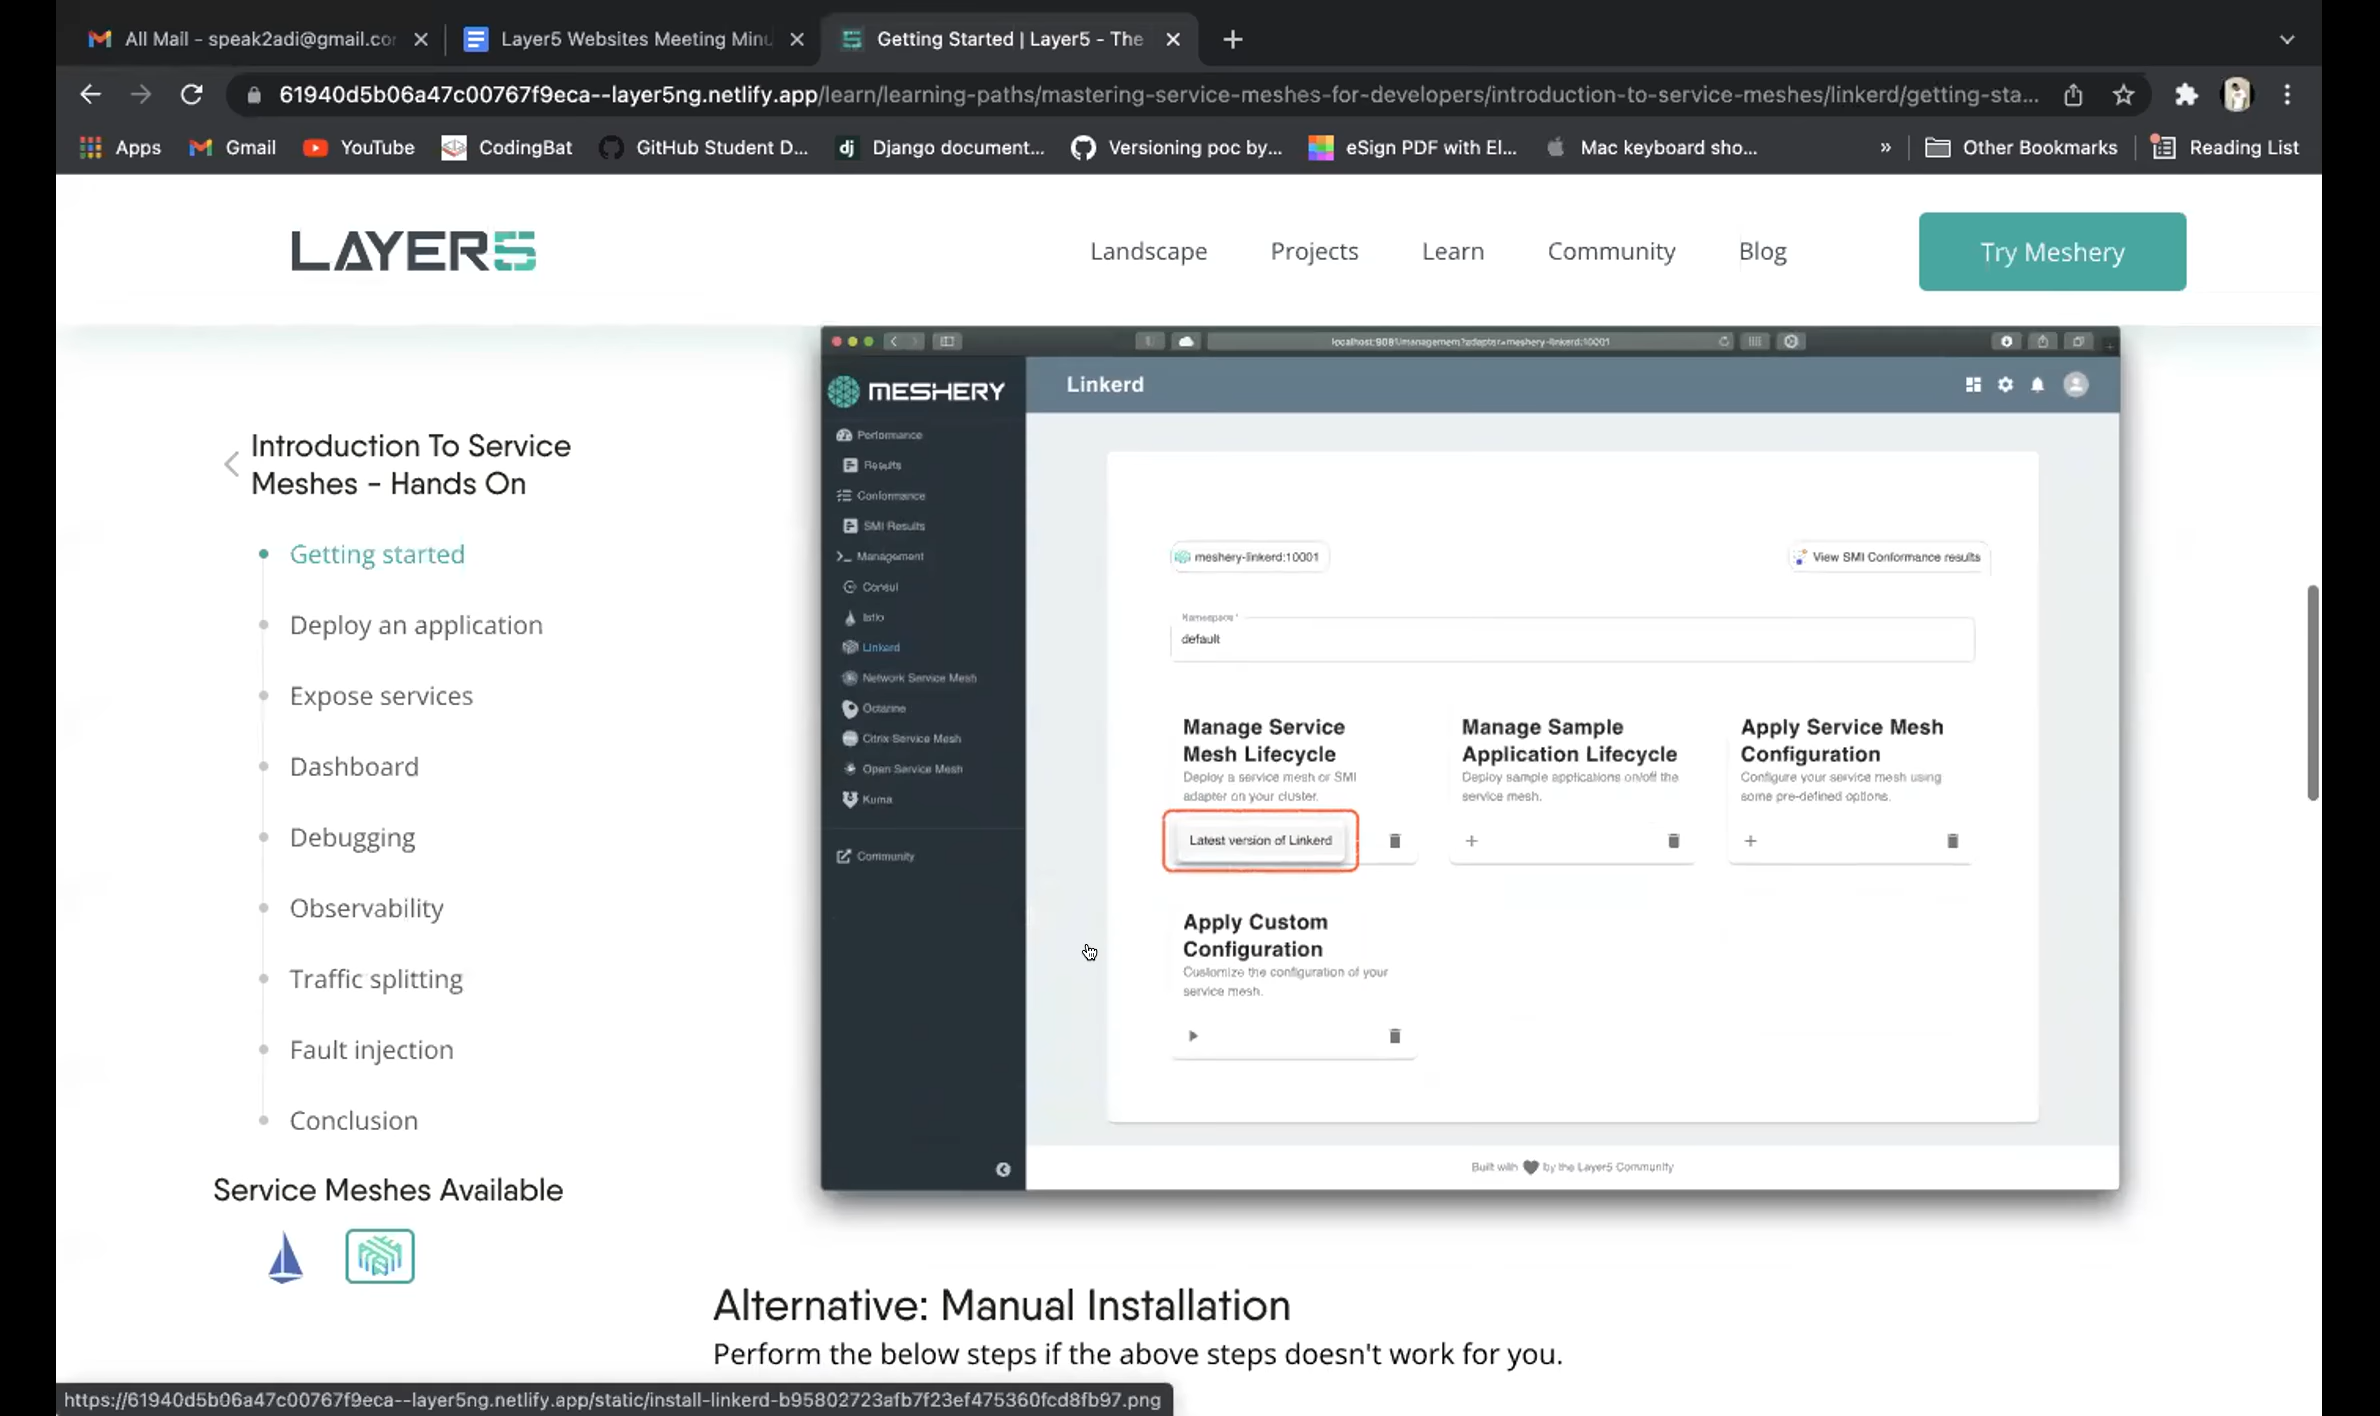 All Mail - speak2adi@gmail.co
Layer5 Websites Meeting Minu
Getting Started | Layer5 - The
61940d5b06a47c00767f9eca--layer5ng.netlify.app/learn/learning-paths/mastering-service-meshes-for-developers/introduction-to-service-meshes/linkerd/getting-sta...
Apps
Gmail
YouTube
CodingBat
GitHub Student D...
dj
Django document...
Versioning poc by...
eSign PDF with El...
Mac keyboard sho...
»
Other Bookmarks
Reading List
LAYER5
Landscape
Projects
Learn
Community
Blog
Try Meshery
Introduction To Service
Meshes - Hands On
Getting started
Deploy an application
Expose services
Dashboard
Debugging
Observability
Traffic splitting
Fault injection
Conclusion
Service Meshes Available
localhost:9081/management?adapter=meshery-linkerd:10001
MESHERY
Performance
Results
Conformance
SMI Results
Management
Consul
Istio
Linkerd
Network Service Mesh
Octarine
Citrix Service Mesh
Open Service Mesh
Kuma
Community
Linkerd
meshery-linkerd:10001
View SMI Conformance results
Namespace*
default
Manage Service
Mesh Lifecycle
Deploy a service mesh or SMI
adapter on your cluster.
Latest version of Linkerd
Manage Sample
Application Lifecycle
Deploy sample applications on/off the
service mesh.
Apply Service Mesh
Configuration
Configure your service mesh using
some pre-defined options.
Apply Custom
Configuration
Customize the configuration of your
service mesh.
Built with by the Layer5 Community
Alternative: Manual Installation
Perform the below steps if the above steps doesn't work for you.
https://61940d5b06a47c00767f9eca--layer5ng.netlify.app/static/install-linkerd-b95802723afb7f23ef475360fcd8fb97.png